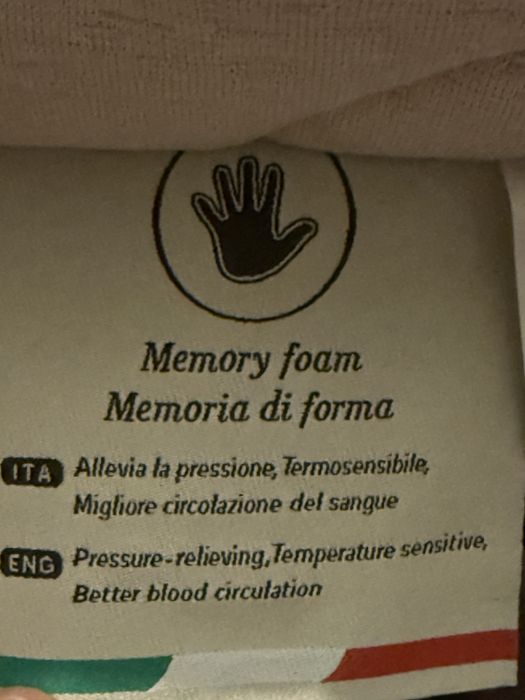 Memory foam
Memoria di forma
ITA Allevia la pressione, Termosensibile,
Migliore circolazione del sangue
ENG Pressure-relieving, Temperature sensitive,
Better blood circulation